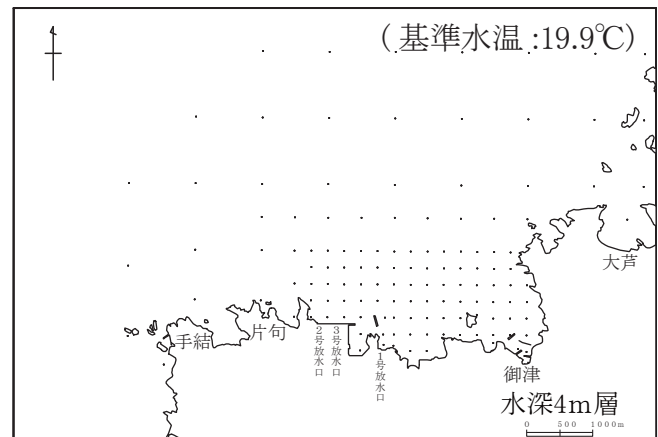 (基準水温:19.9℃)
大芦
手結
片句
2号放水口
3号放水口
1号放水口
御津
水深4m層
0 500 1000m